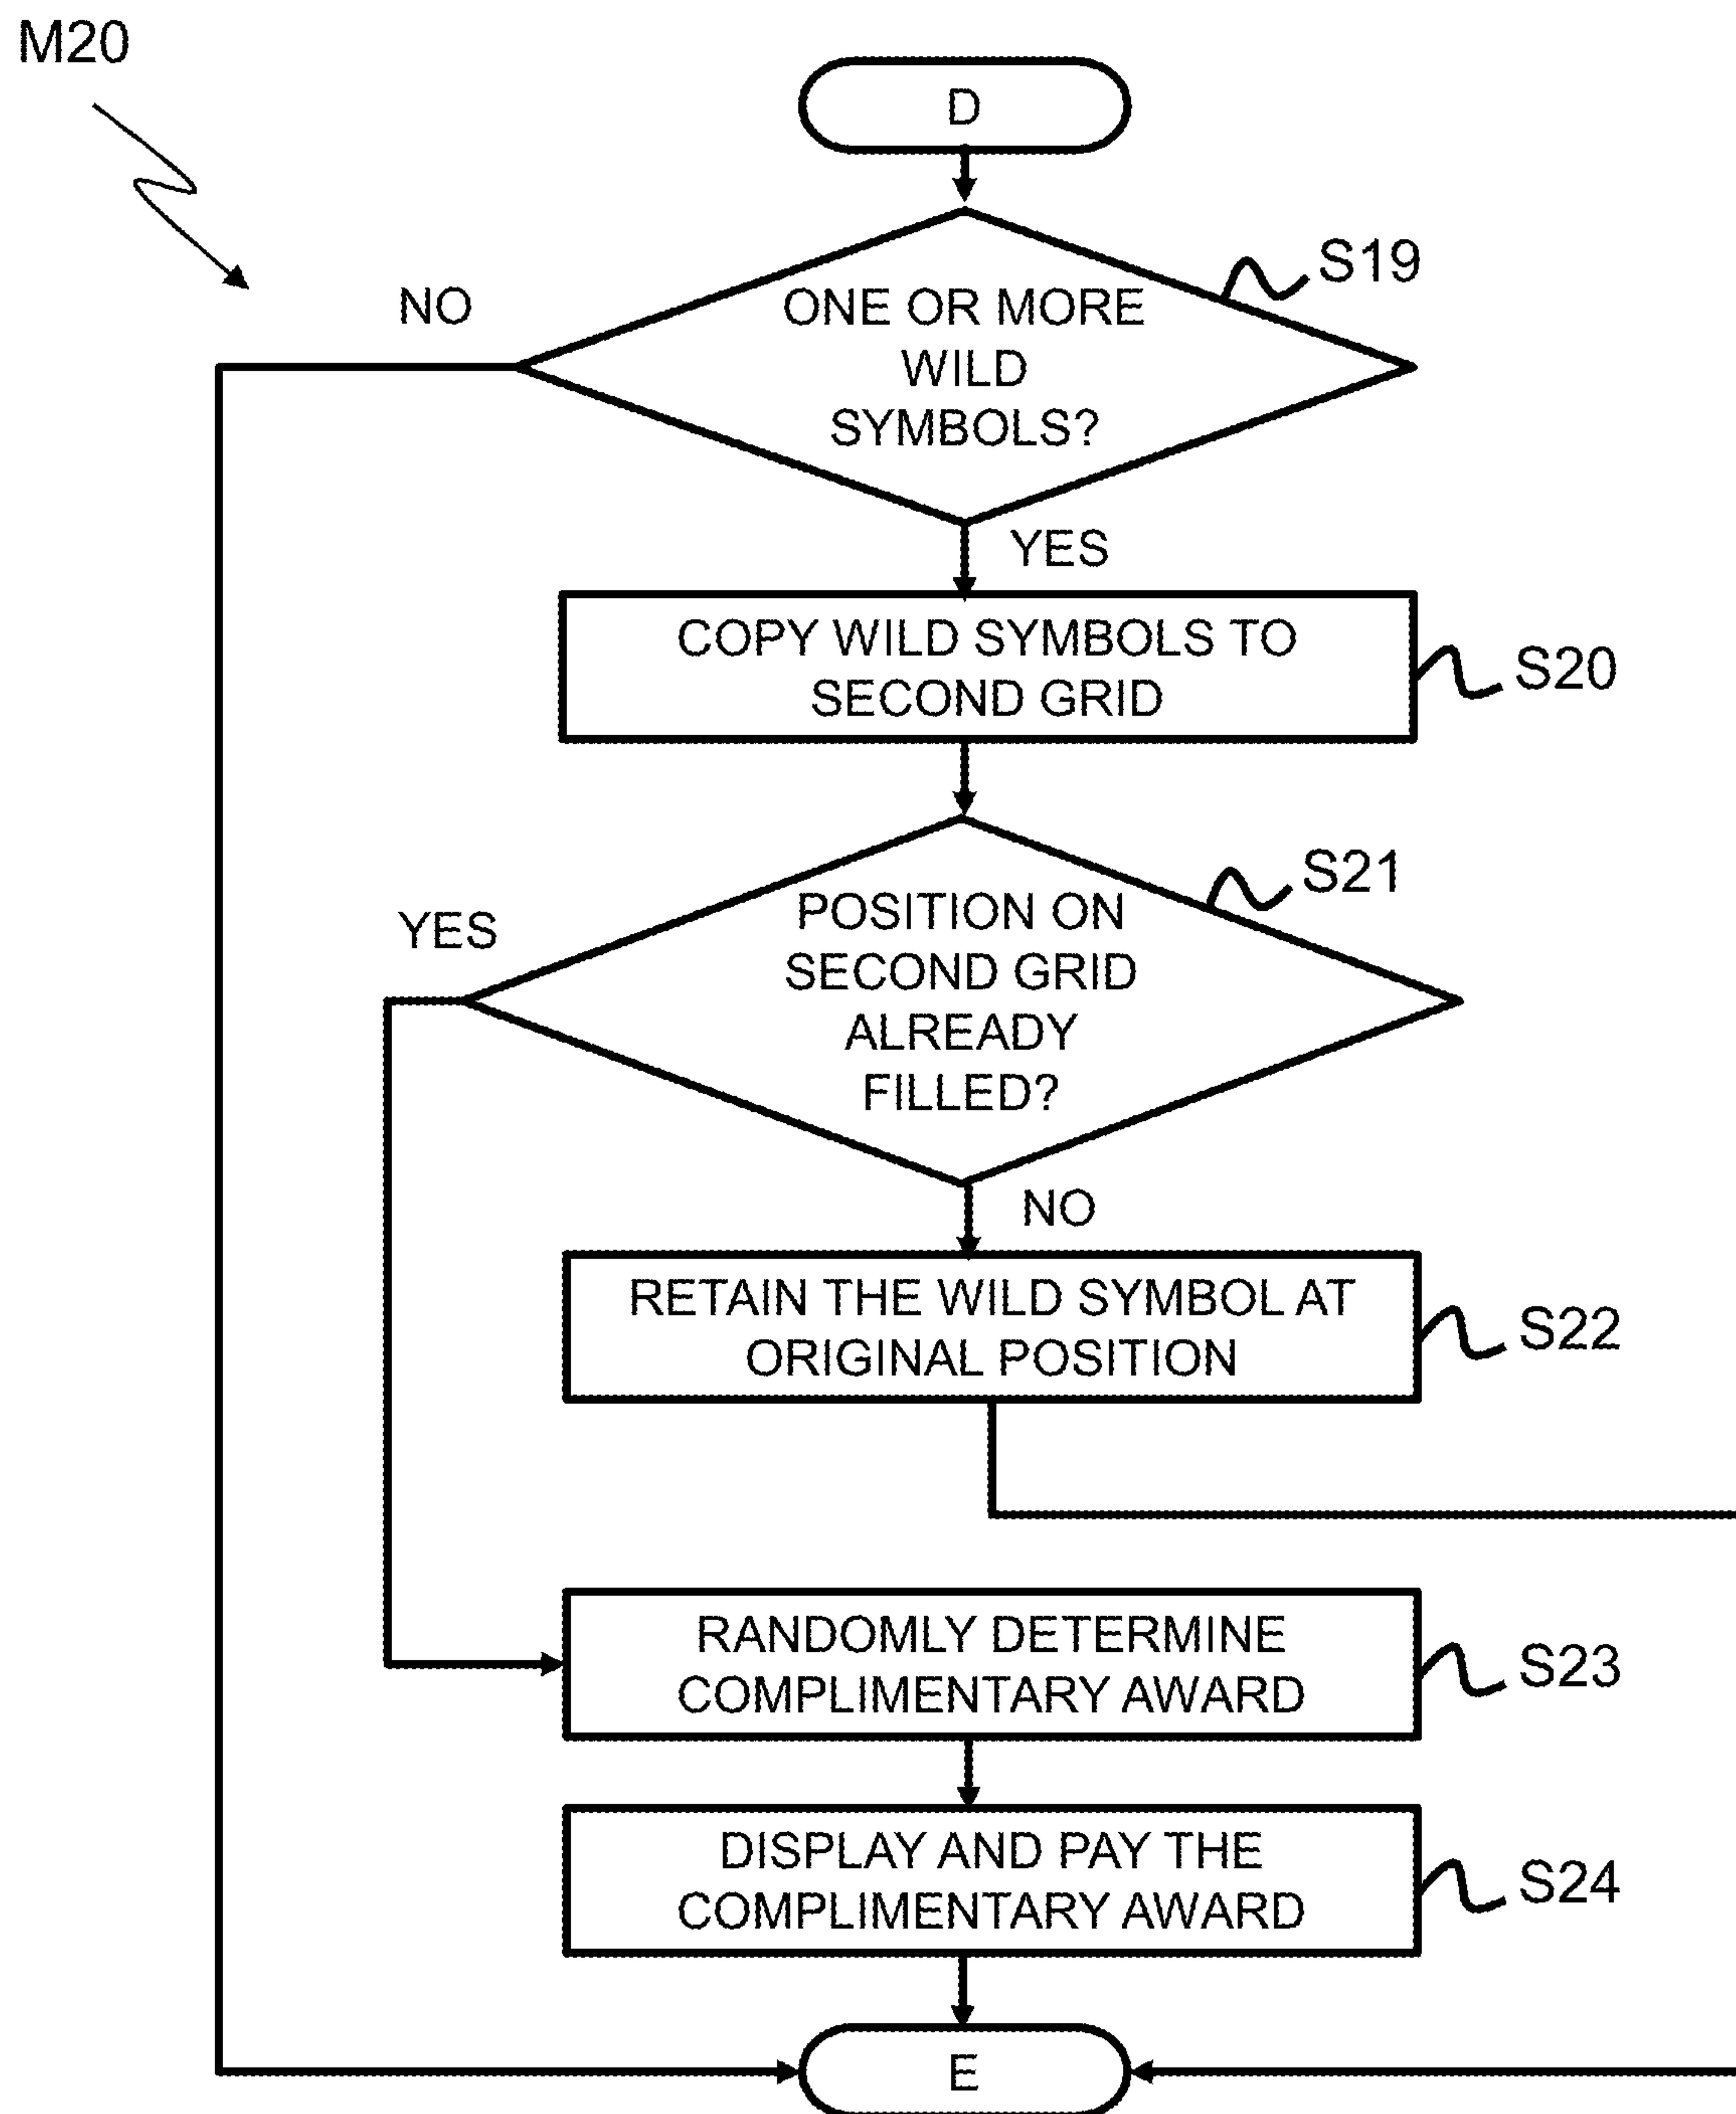 M20
D
S19
NO
ONE OR MORE
WILD
SYMBOLS?
YES
COPY WILD SYMBOLS TO
SECOND GRID
S20
S21
YES
POSITION ON
SECOND GRID
ALREADY
FILLED?
NO
RETAIN THE WILD SYMBOL AT
ORIGINAL POSITION
S22
RANDOMLY DETERMINE
COMPLIMENTARY AWARD
S23
DISPLAY AND PAY THE
COMPLIMENTARY AWARD
S24
E